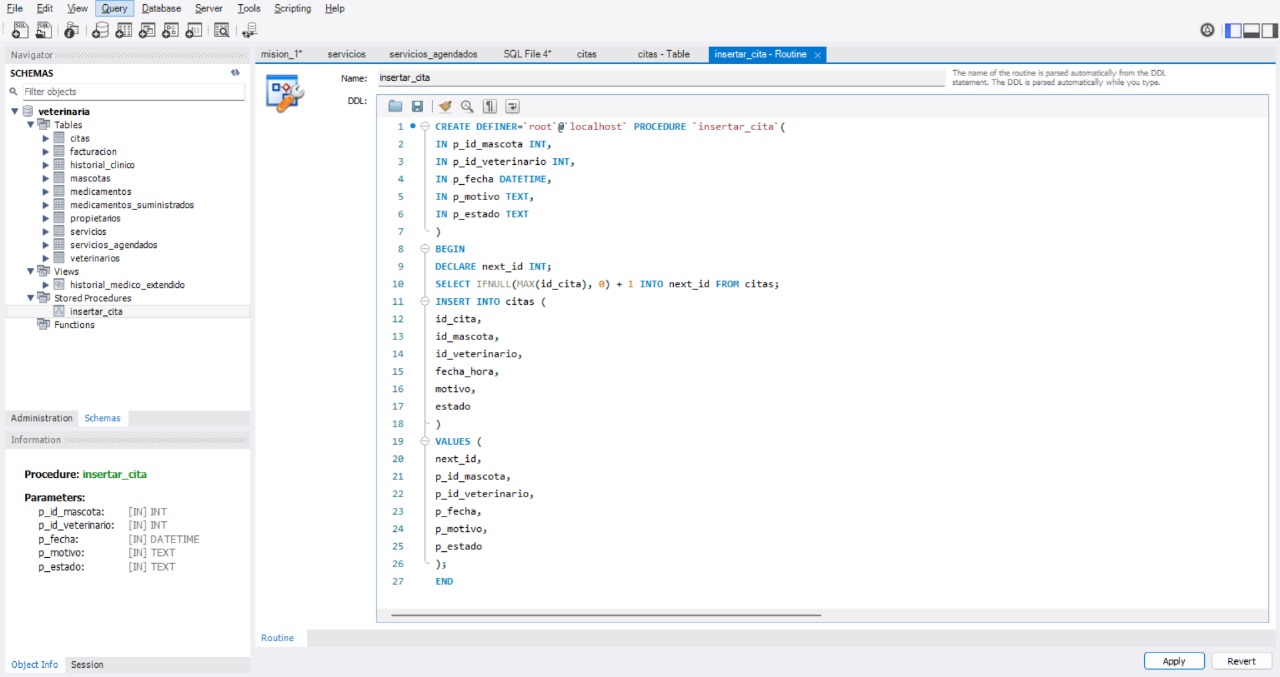 File Edit View Query Database Server Tools Scripting Help
Navigator
SCHEMAS
Filter objects
veterinaria
Tables
citas
facturacion
historial_clinico
mascotas
medicamentos
medicamentos_suministrados
propietarios
servicios
servicios_agendados
veterinarios
Views
historial_medico_extendido
Stored Procedures
insertar_cita
Functions
Administration Schemas
Information
Procedure: insertar_cita
Parameters:
p_id_mascota: [IN] INT
p_id_veterinario: [IN] INT
p_fecha: [IN] DATETIME
p_motivo: [IN] TEXT
p_estado: [IN] TEXT
Object Info Session
mision_1* servicios servicios_agendados SQL File 4* citas citas - Table insertar_cita - Routine
Name: insertar_cita
The name of the routine is parsed automatically from the DDL
statement. The DDL is parsed automatically while you type.
DDL:
1 CREATE DEFINER=`root`@`localhost` PROCEDURE `insertar_cita`(
2 IN p_id_mascota INT,
3 IN p_id_veterinario INT,
4 IN p_fecha DATETIME,
5 IN p_motivo TEXT,
6 IN p_estado TEXT
7 )
8 BEGIN
9 DECLARE next_id INT;
10 SELECT IFNULL(MAX(id_cita), 0) + 1 INTO next_id FROM citas;
11 INSERT INTO citas (
12 id_cita,
13 id_mascota,
14 id_veterinario,
15 fecha_hora,
16 motivo,
17 estado
18 )
19 VALUES (
20 next_id,
21 p_id_mascota,
22 p_id_veterinario,
23 p_fecha,
24 p_motivo,
25 p_estado
26 );
27 END
Routine
Apply Revert